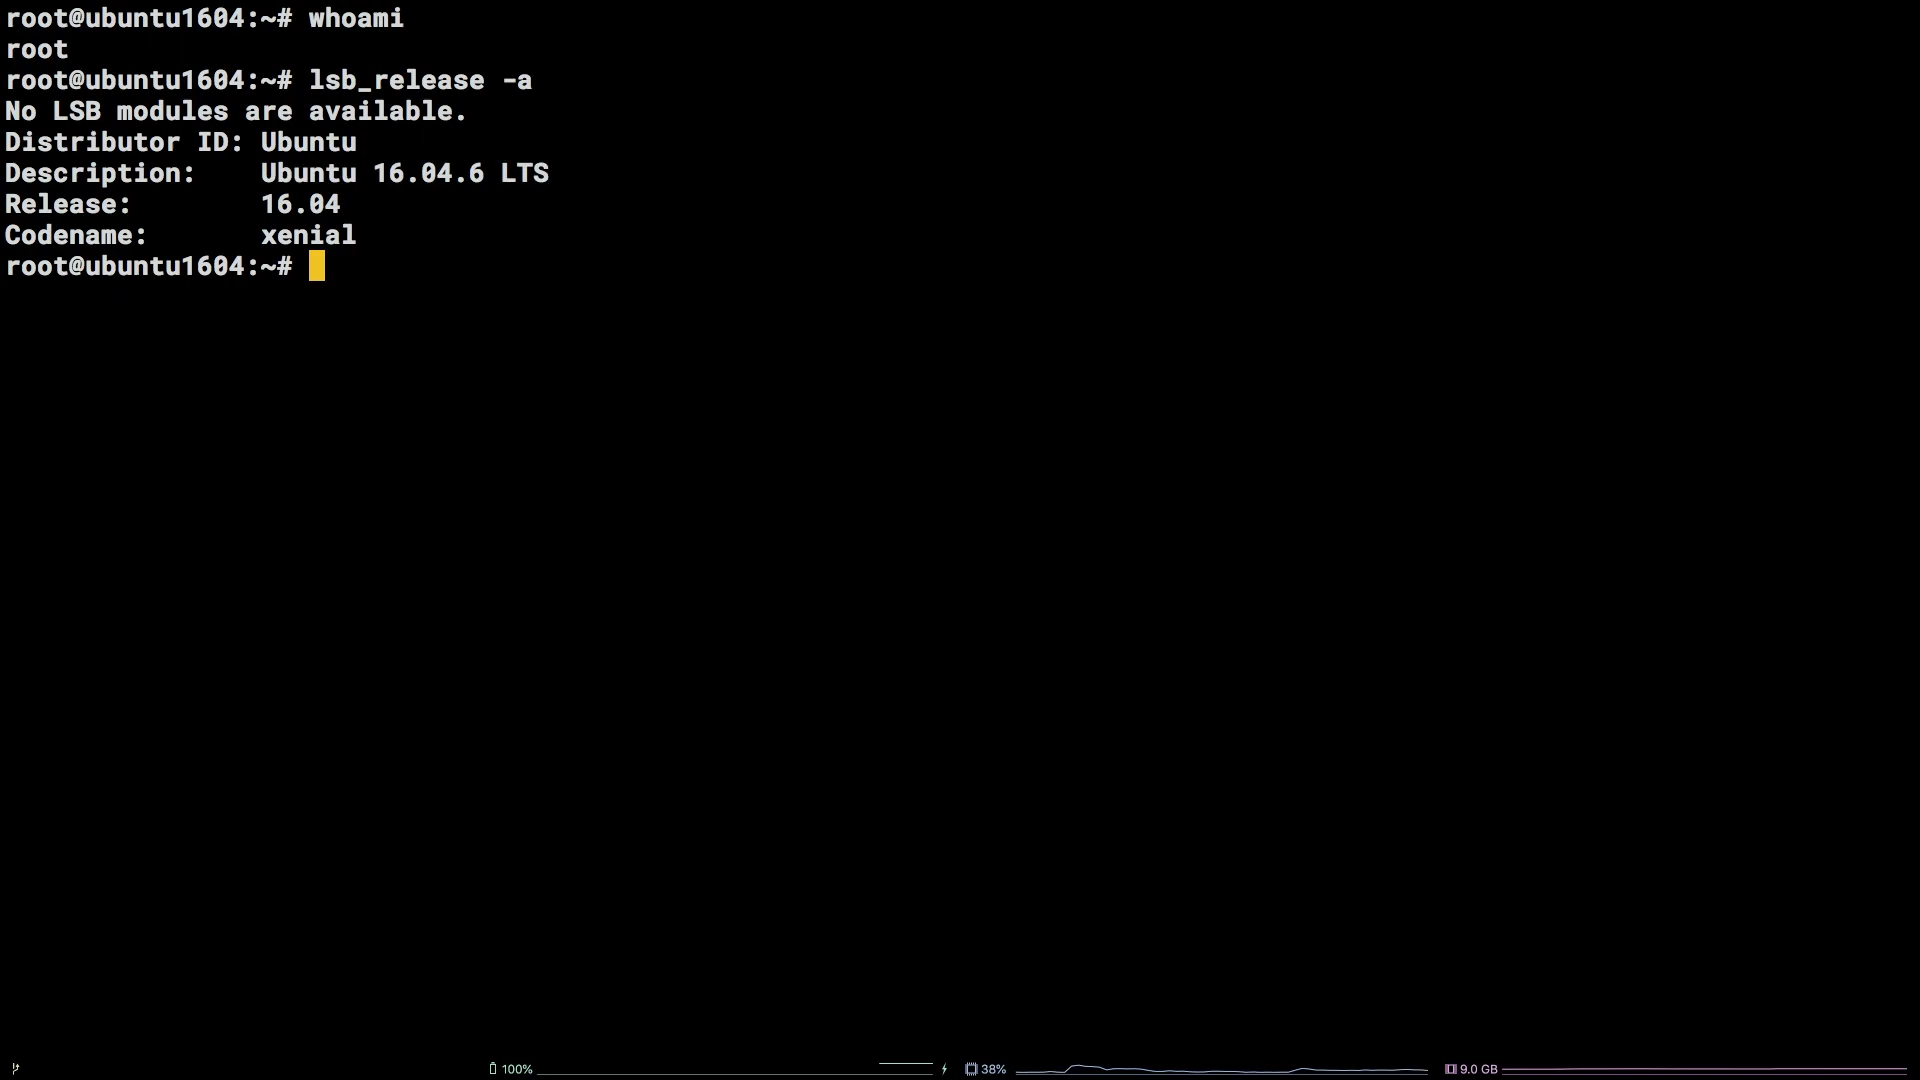 root@ubuntu1604:~# whoami
root
root@ubuntu1604:~# lsb_release -a
No LSB modules are available.
Distributor ID: Ubuntu
Description:    Ubuntu 16.04.6 LTS
Release:        16.04
Codename:       xenial
root@ubuntu1604:~#
100% 38% 9.0 GB